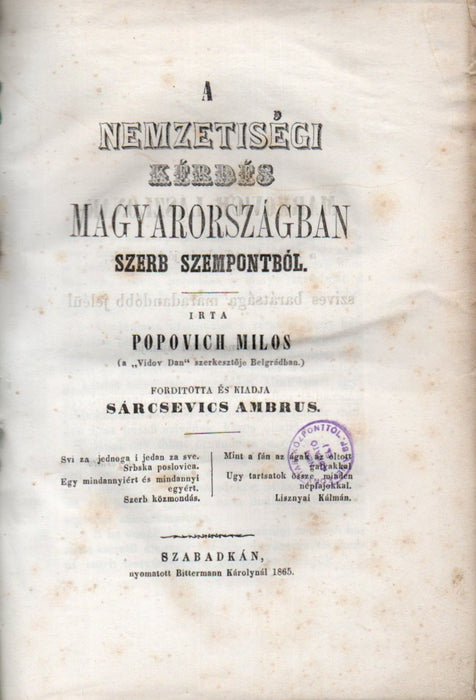 A
NEMZETISÉGI
KÉRDÉS
MAGYARORSZÁGBAN
SZERB SZEMPONTBÓL.
IRTA
POPOVICH MILOS
(a „Vidov Dan“ szerkesztője Belgrádban.)
FORDITOTTA ÉS KIADJA
SÁRCSEVICS AMBRUS.
Svi za jednoga i jedan za sve.
Srbska poslovica.
Egy mindannyiért és mindannyi
egyért.
Szerb közmondás.
Mint a fán az ágak az oltott
galyakkal
Ugy tartsatok össze, minden
népfajokkal.
Lisznyai Kálmán.
SZABADKÁN,
nyomatott Bittermann Károlynál 1865.